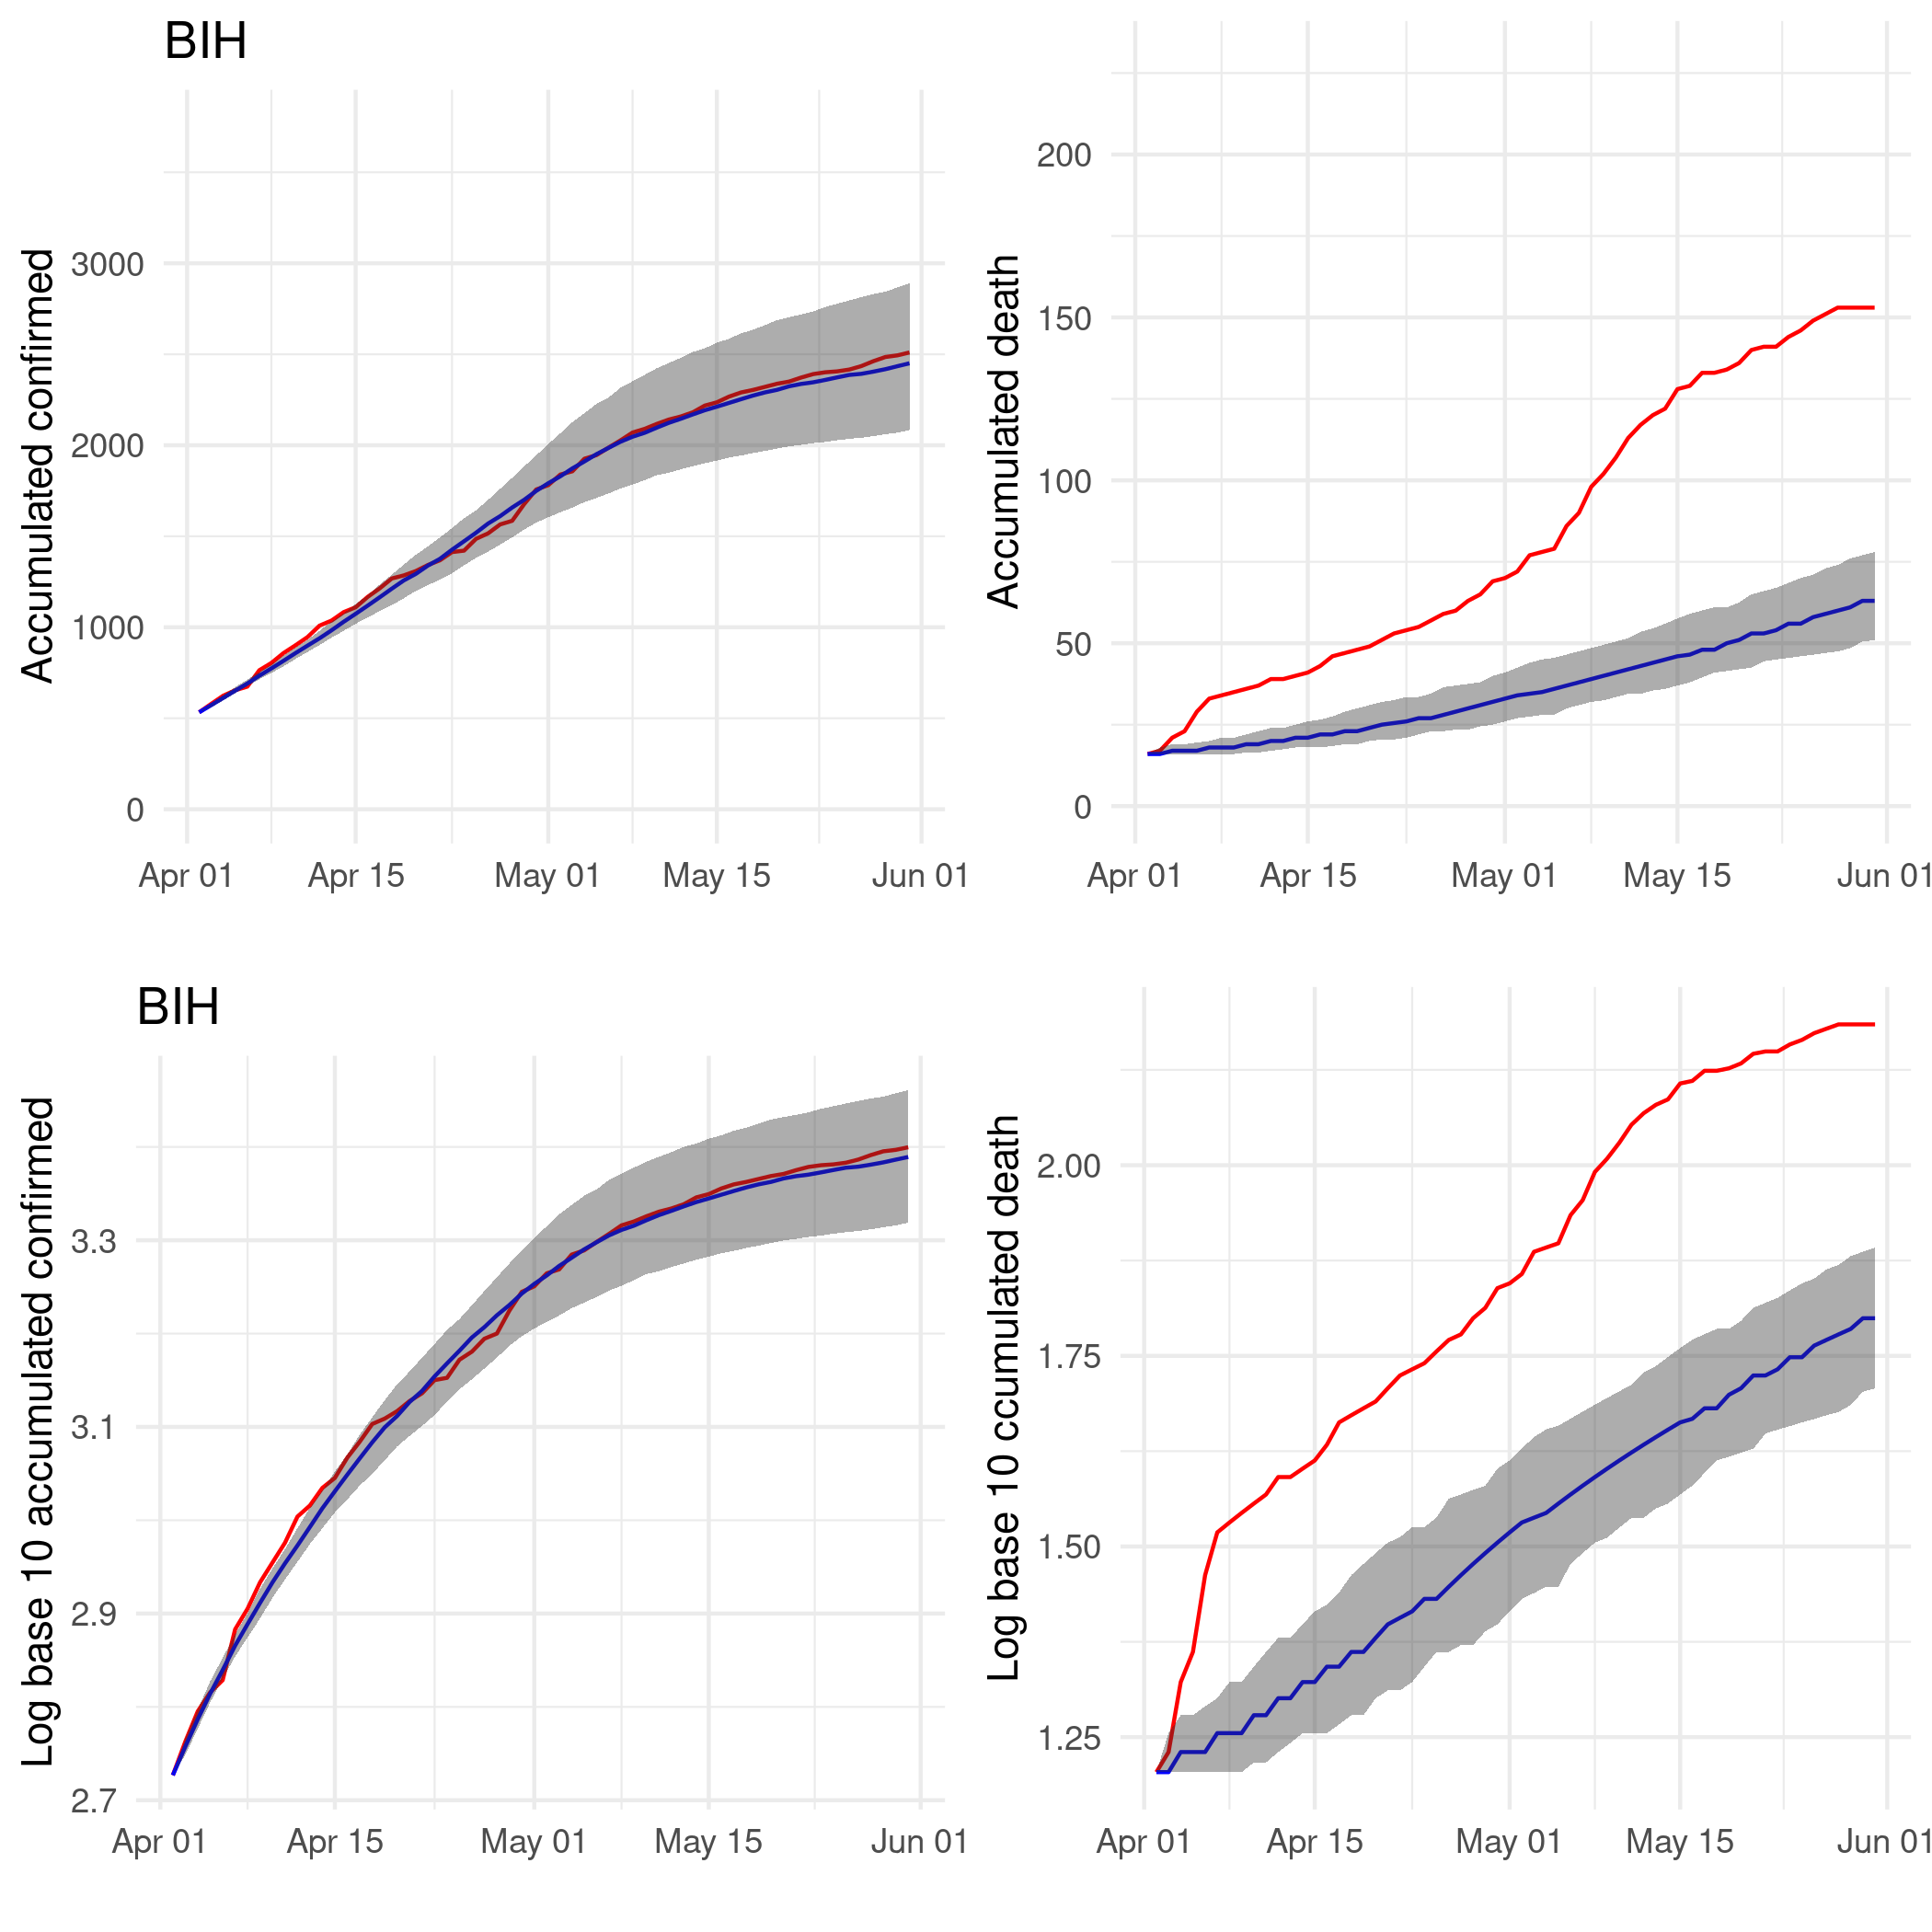 BIH
Accumulated confirmed
3000
2000
1000
0
Apr 01 Apr 15 May 01 May 15 Jun 01
Accumulated death
200
150
100
50
0
Apr 01 Apr 15 May 01 May 15 Jun 01
BIH
Log base 10 accumulated confirmed
3.3
3.1
2.9
2.7
Apr 01 Apr 15 May 01 May 15 Jun 01
Log base 10 ccumulated death
2.00
1.75
1.50
1.25
Apr 01 Apr 15 May 01 May 15 Jun 01